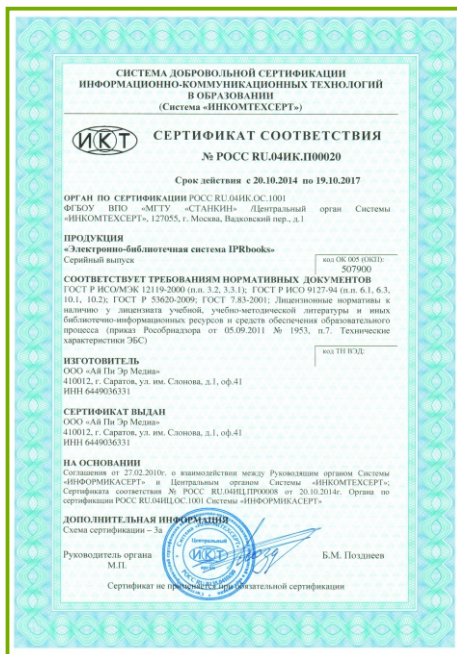 СИСТЕМА ДОБРОВОЛЬНОЙ СЕРТИФИКАЦИИ
ИНФОРМАЦИОННО-КОММУНИКАЦИОННЫХ ТЕХНОЛОГИЙ
В ОБРАЗОВАНИИ
(Система «ИНКОМТЕХСЕРТ»)
ИКТ
СЕРТИФИКАТ СООТВЕТСТВИЯ
№ РОСС RU.04ИК.П00020
Срок действия с 20.10.2014 по 19.10.2017
ОРГАН ПО СЕРТИФИКАЦИИ РОСС RU.04ИК.ОС.1001
ФГБОУ ВПО «МГТУ «СТАНКИН» /Центральный орган Системы
«ИНКОМТЕХСЕРТ», 127055, г. Москва, Вадковский пер., д.1
ПРОДУКЦИЯ
«Электронно-библиотечная система IPRbooks»
Серийный выпуск
код ОК 005 (ОКП):
507900
СООТВЕТСТВУЕТ ТРЕБОВАНИЯМ НОРМАТИВНЫХ ДОКУМЕНТОВ
ГОСТ Р ИСО/МЭК 12119-2000 (п.п. 3.2, 3.3.1); ГОСТ Р ИСО 9127-94 (п.п. 6.1, 6.3,
10.1, 10.2); ГОСТ Р 53620-2009; ГОСТ 7.83-2001; Лицензионные нормативы к
наличию у лицензиата учебной, учебно-методической литературы и иных
библиотечно-информационных ресурсов и средств обеспечения образовательного
процесса (приказ Рособрнадзора от 05.09.2011 № 1953, п.7. Технические
характеристики ЭБС)
код ТН ВЭД:
ИЗГОТОВИТЕЛЬ
ООО «Ай Пи Эр Медиа»
410012, г. Саратов, ул. им. Слонова, д.1, оф.41
ИНН 6449036331
СЕРТИФИКАТ ВЫДАН
ООО «Ай Пи Эр Медиа»
410012, г. Саратов, ул. им. Слонова, д.1, оф.41
ИНН 6449036331
НА ОСНОВАНИИ
Соглашения от 27.02.2010г. о взаимодействии между Руководящим органом Системы
«ИНФОРМИКАСЕРТ» и Центральным органом Системы «ИНКОМТЕХСЕРТ»;
Сертификата соответствия № РОСС RU.04ИЦ.ПР00008 от 20.10.2014г. Органа по
сертификации РОСС RU.04ИЦ.ОС.1001 Системы «ИНФОРМИКАСЕРТ»
ДОПОЛНИТЕЛЬНАЯ ИНФОРМАЦИЯ
Схема сертификации – 3а
Центральный
ИКТ
Руководитель органа
Б.М. Позднеев
М.П.
Сертификат не применяется при обязательной сертификации